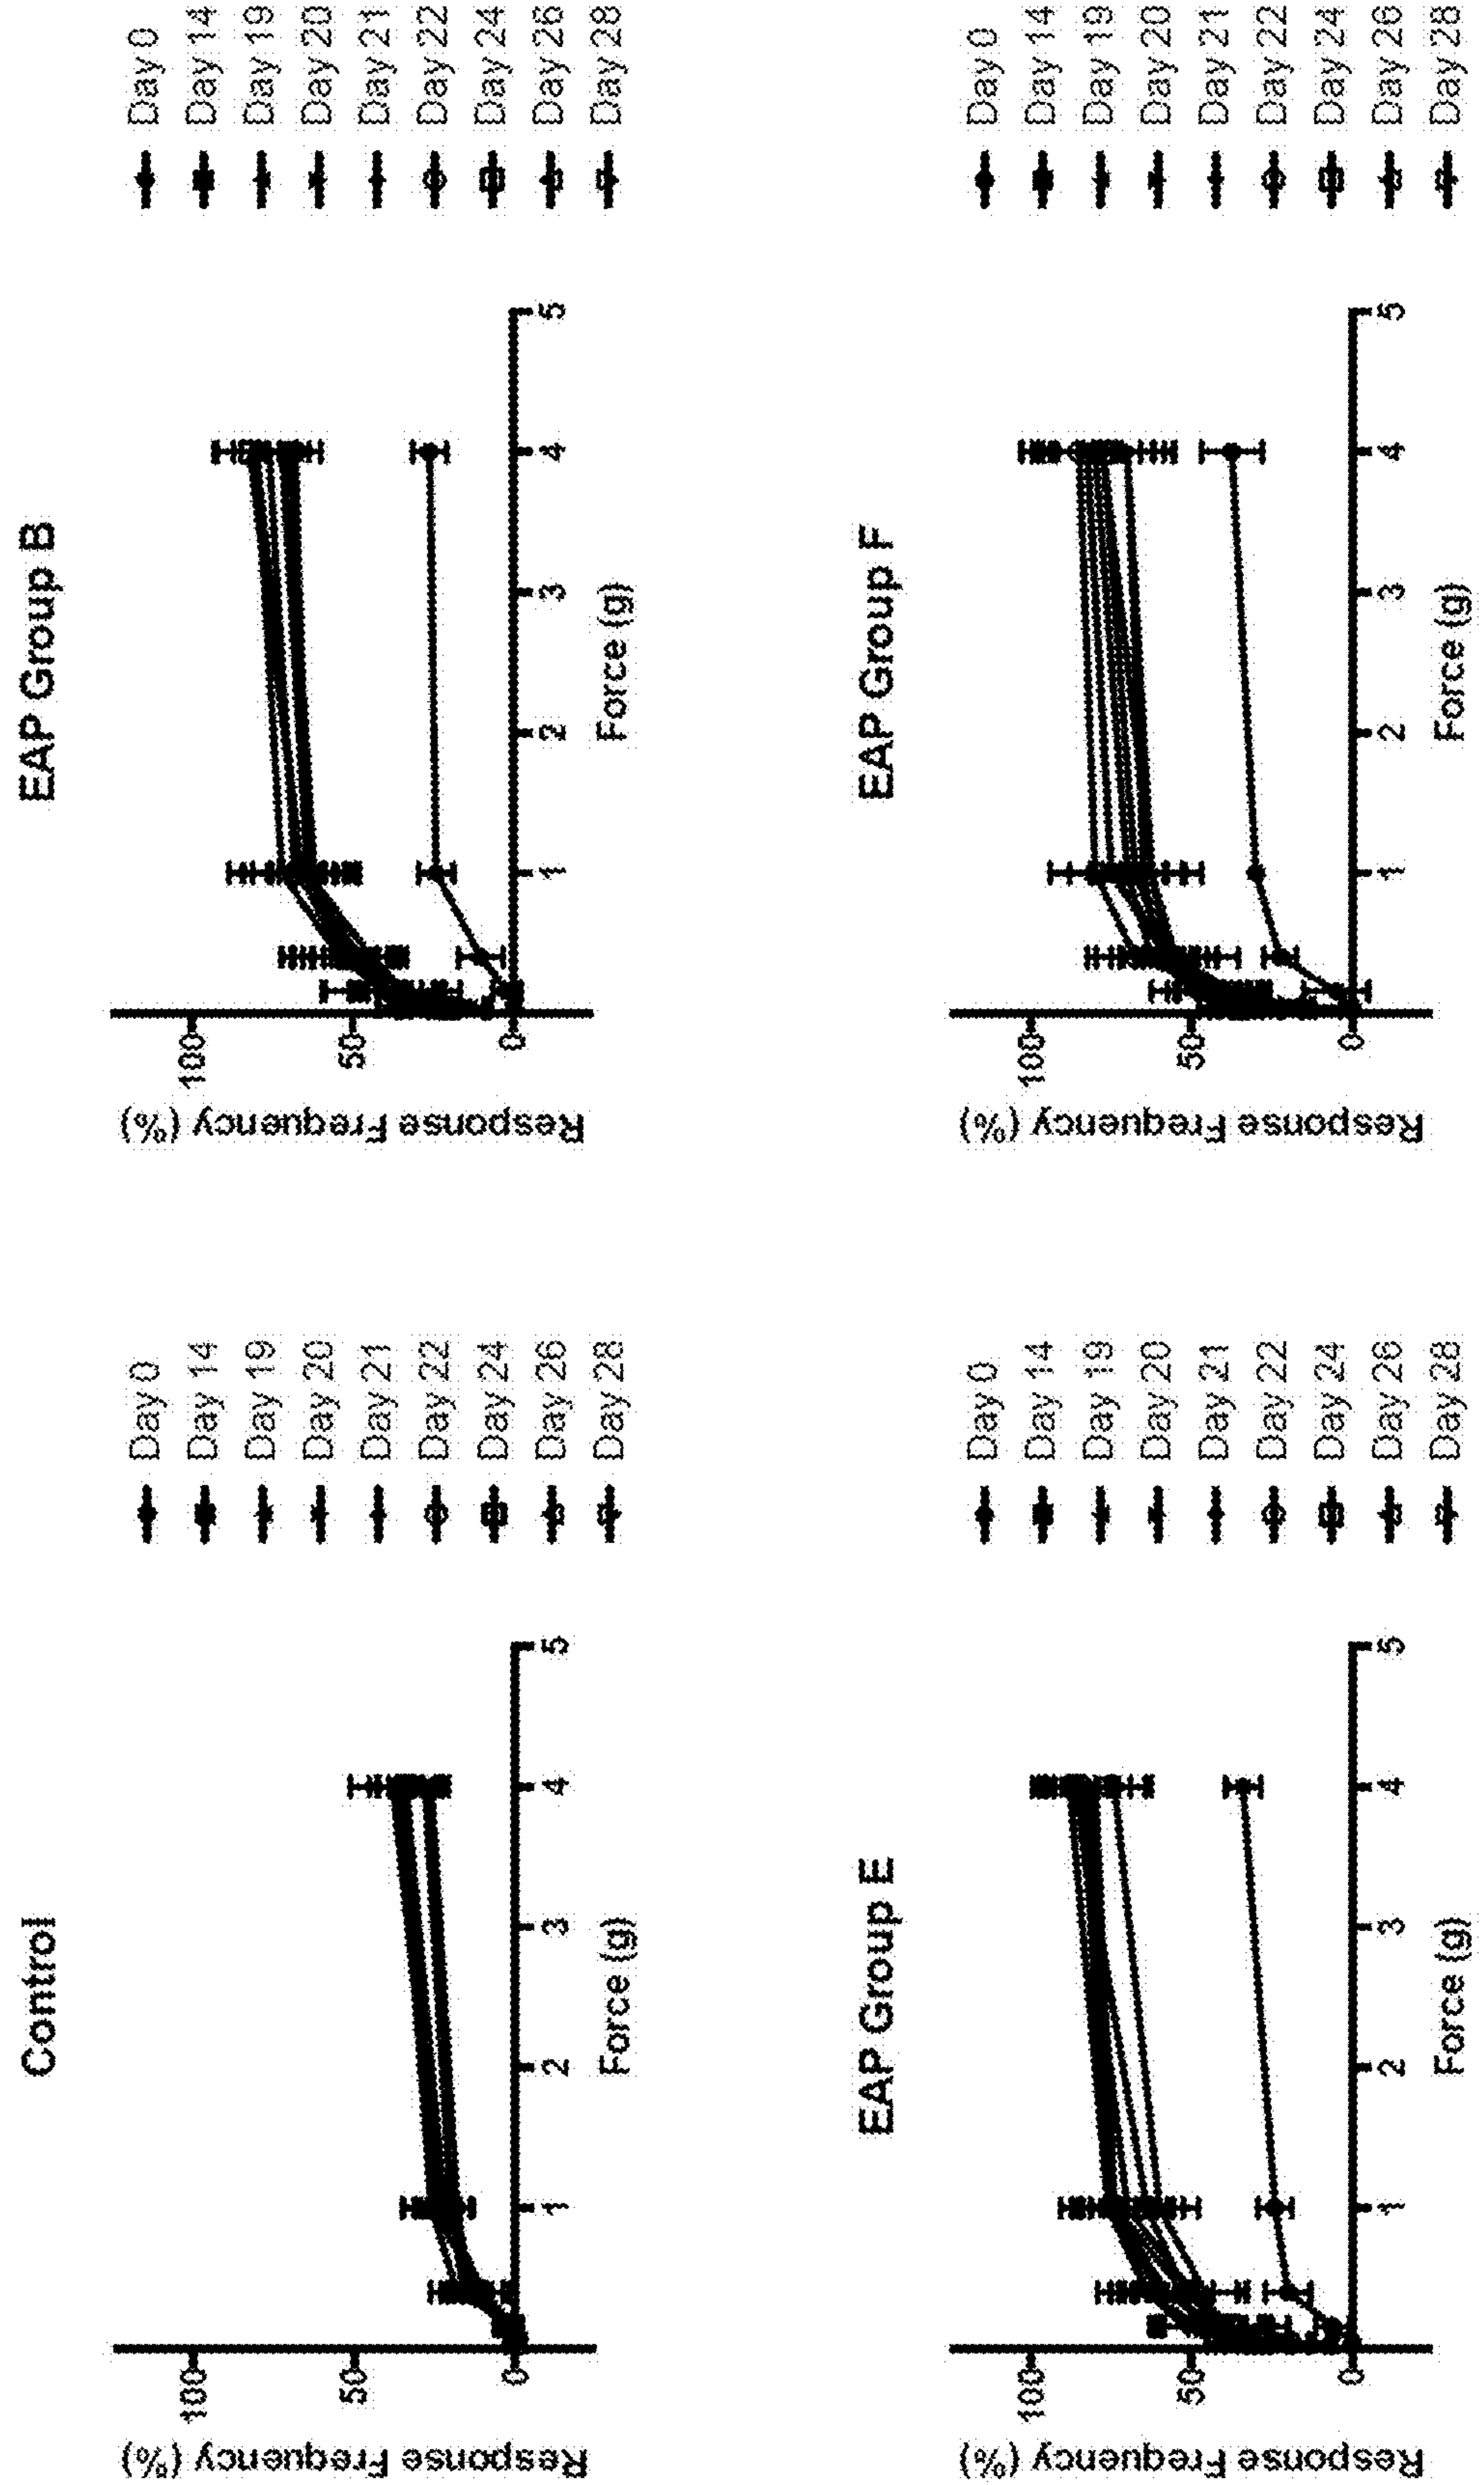 Control
Response Frequency (%)
100
50
0
1
2
3
4
5
Force (g)
Day 0
Day 14
Day 19
Day 20
Day 21
Day 22
Day 24
Day 26
Day 28
EAP Group B
Response Frequency (%)
100
50
0
1
2
3
4
5
Force (g)
Day 0
Day 14
Day 19
Day 20
Day 21
Day 22
Day 24
Day 26
Day 28
EAP Group E
Response Frequency (%)
100
50
0
1
2
3
4
5
Force (g)
Day 0
Day 14
Day 19
Day 20
Day 21
Day 22
Day 24
Day 26
Day 28
EAP Group F
Response Frequency (%)
100
50
0
1
2
3
4
5
Force (g)
Day 0
Day 14
Day 19
Day 20
Day 21
Day 22
Day 24
Day 26
Day 28